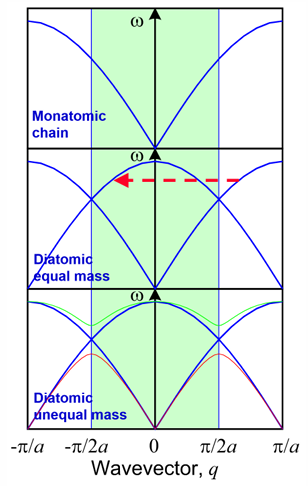 ω
Monatomic
chain
ω
Diatomic
equal mass
ω
Diatomic
unequal mass
-π/a -π/2a 0 π/2a π/a
Wavevector, q